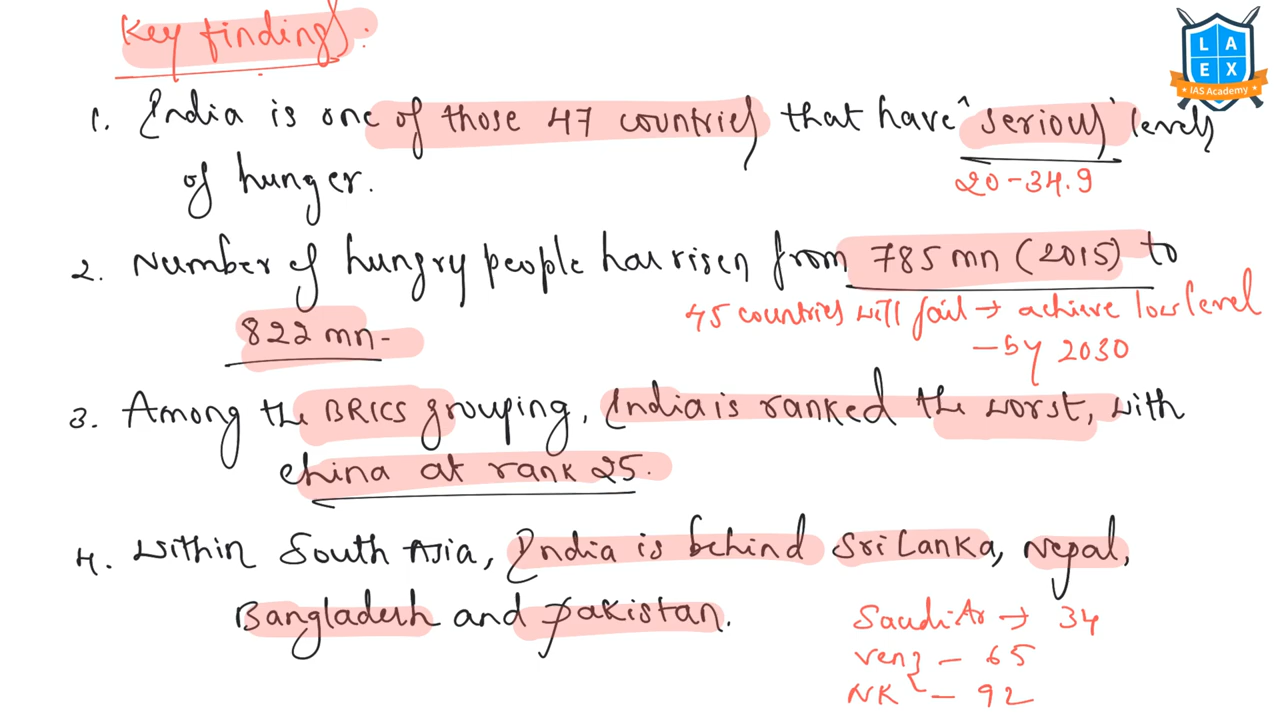 Key findings:
LA
EX
IAS Academy
1. India is one of those 47 countries that have 'serious' levels
of hunger.
20-34.9
2. Number of hungry people has risen from 785 mn (2015) to
822 mn.
45 countries will fail → achieve low level
- by 2030
3. Among the BRICS grouping, India is ranked the worst, with
china at rank 25.
4. Within South Asia, India is behind Sri Lanka, Nepal,
Bangladesh and Pakistan.
Saudi Ar → 34
Venz - 65
NK - 92